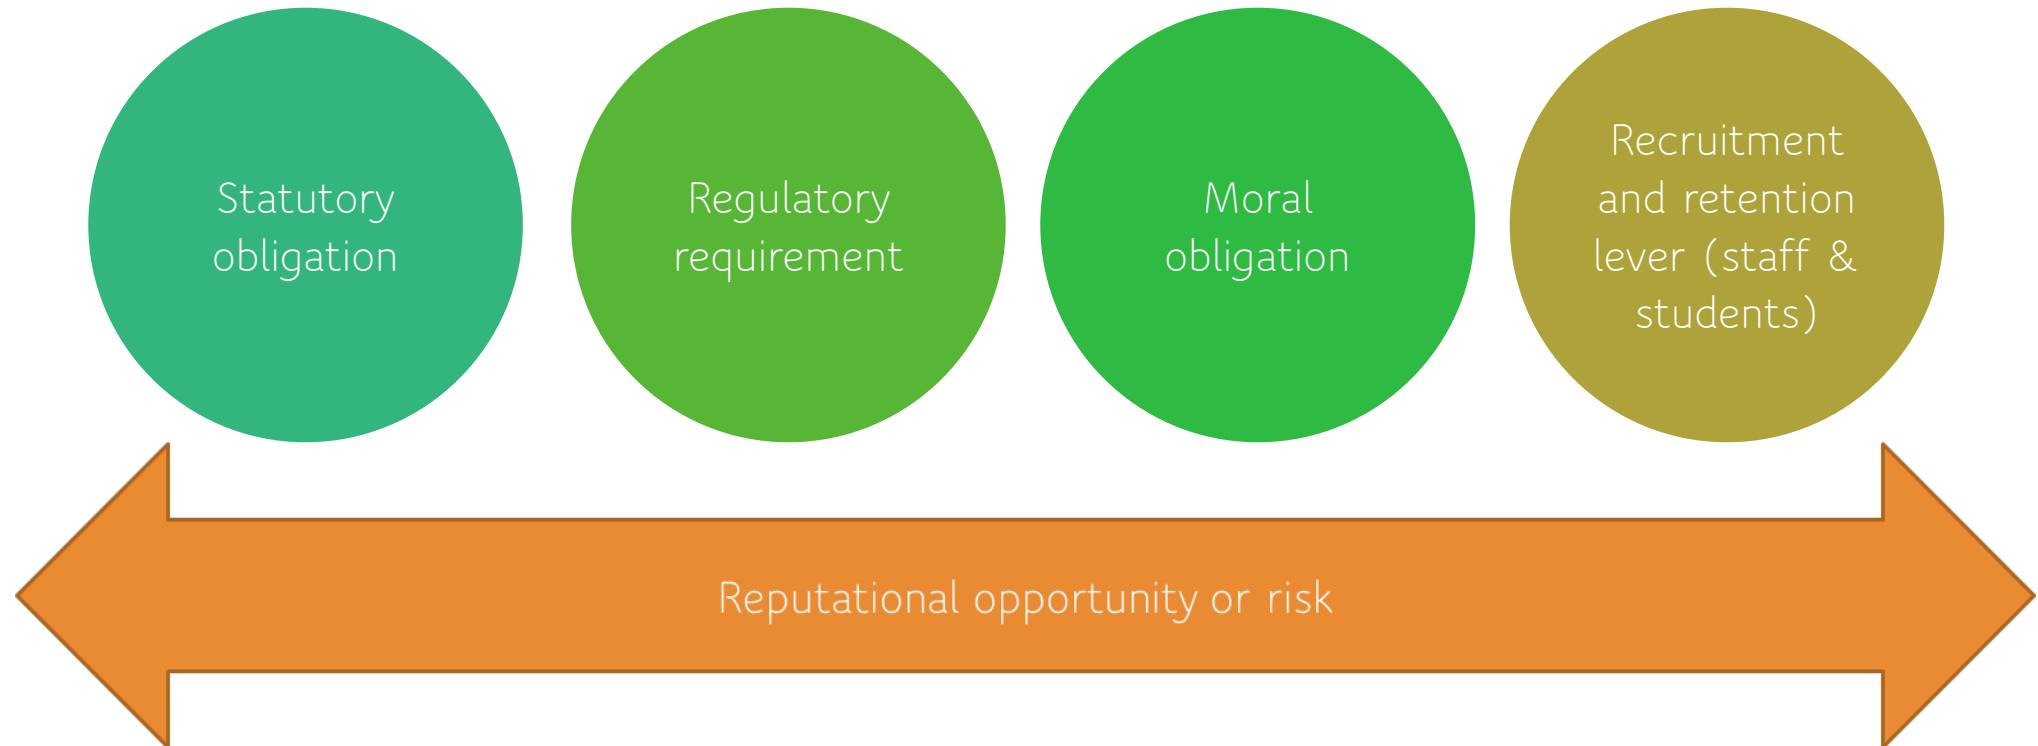 Statutory
obligation
Regulatory
requirement
Moral
obligation
Recruitment
and retention
lever (staff &
students)
Reputational opportunity or risk